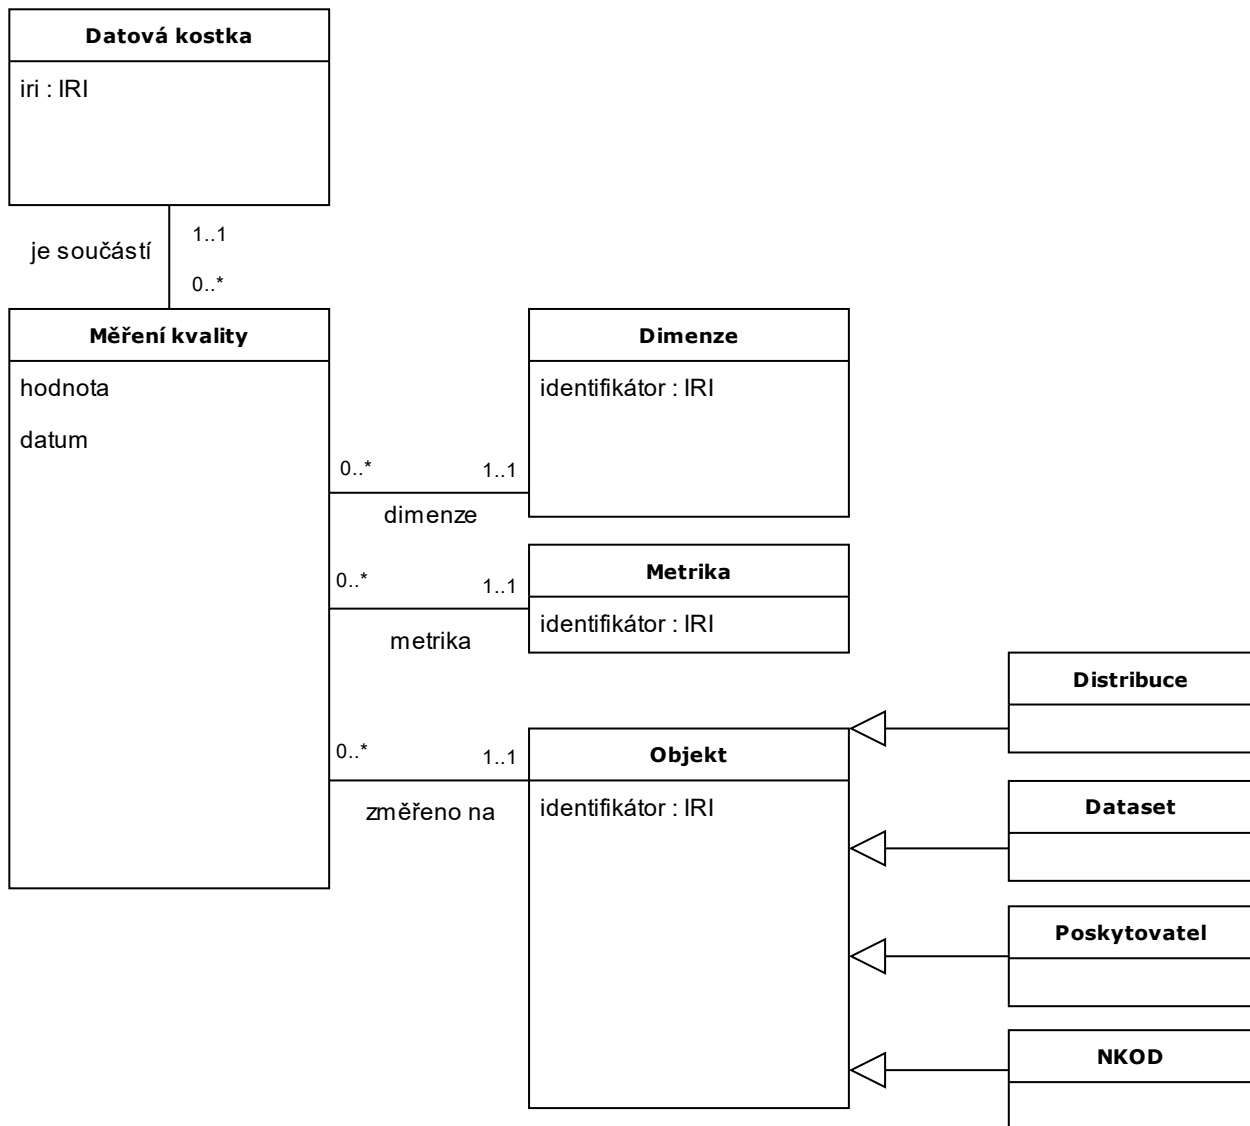 Datová kostka
iri : IRI
je součástí
1..1
0..*
Měření kvality
hodnota
datum
Dimenze
identifikátor : IRI
0..*
1..1
dimenze
Metrika
identifikátor : IRI
0..*
1..1
metrika
Objekt
identifikátor : IRI
0..*
1..1
změřeno na
Distribuce
Dataset
Poskytovatel
NKOD